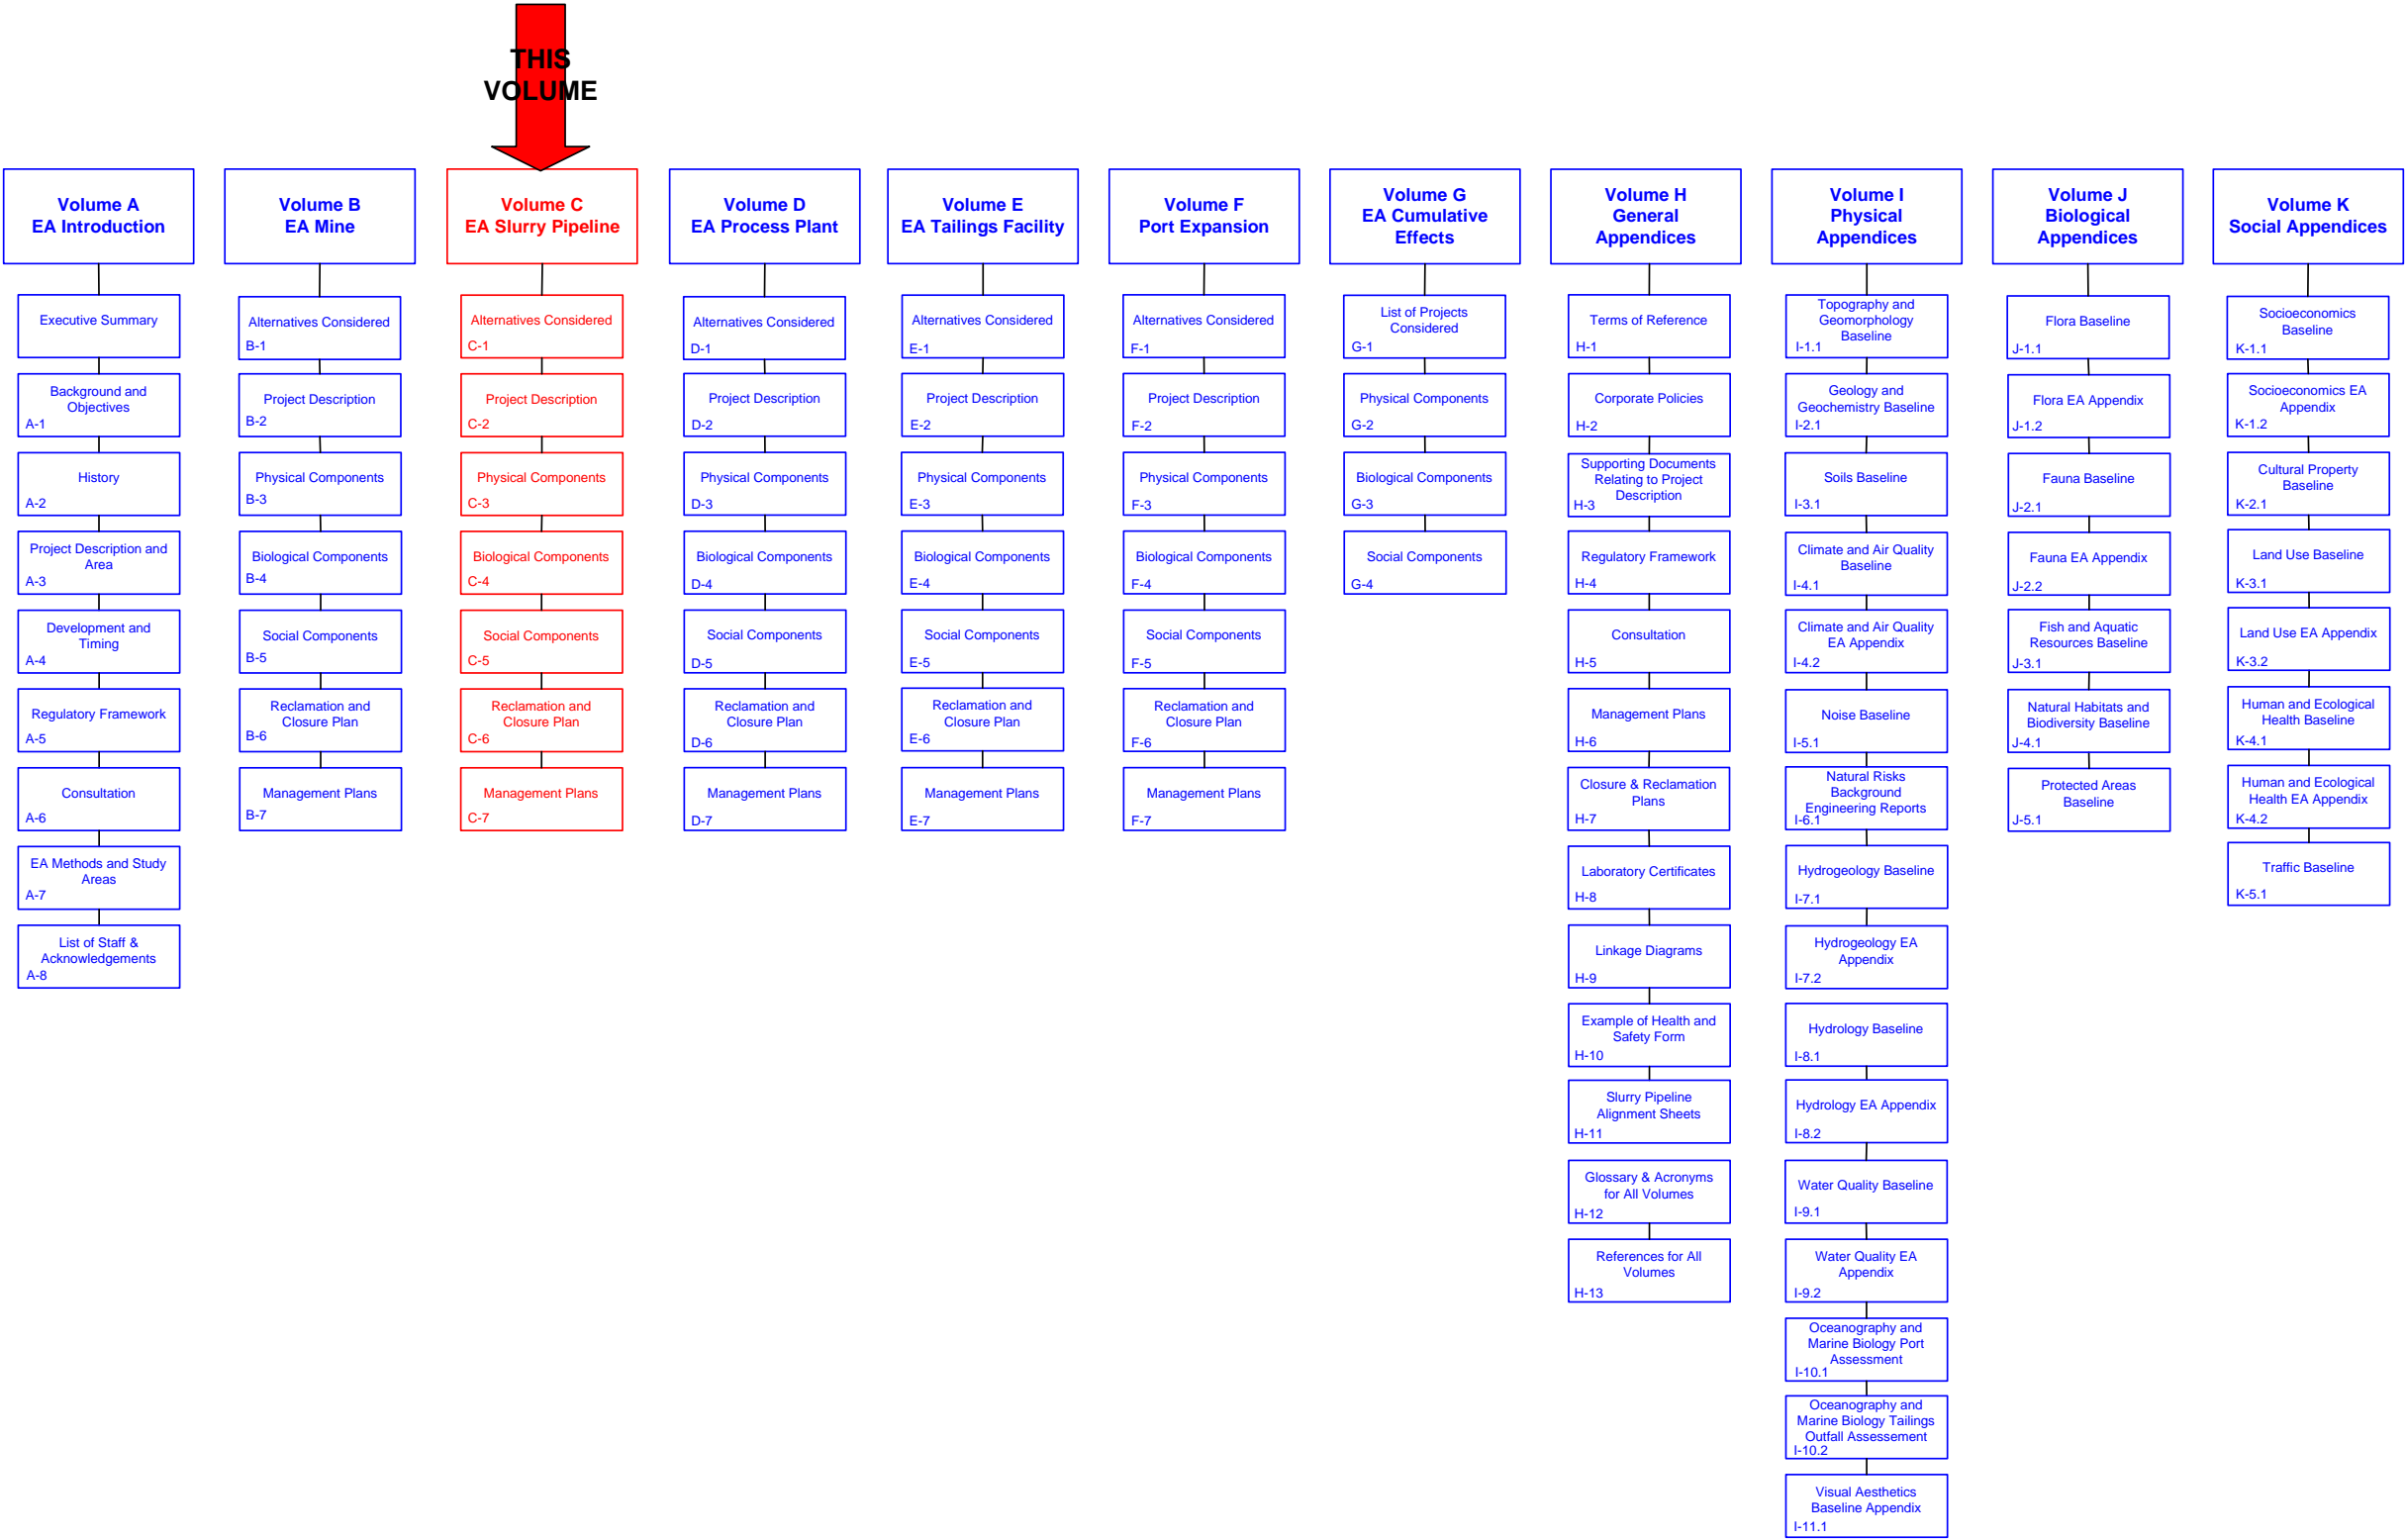 THIS
VOLUME
Volume A
EA Introduction
Executive Summary
Background and
Objectives
A-1
History
A-2
Project Description and
Area
A-3
Development and
Timing
A-4
Regulatory Framework
A-5
Consultation
A-6
EA Methods and Study
Areas
A-7
List of Staff &
Acknowledgements
A-8
Volume B
EA Mine
Alternatives Considered
B-1
Project Description
B-2
Physical Components
B-3
Biological Components
B-4
Social Components
B-5
Reclamation and
Closure Plan
B-6
Management Plans
B-7
Volume C
EA Slurry Pipeline
Alternatives Considered
C-1
Project Description
C-2
Physical Components
C-3
Biological Components
C-4
Social Components
C-5
Reclamation and
Closure Plan
C-6
Management Plans
C-7
Volume D
EA Process Plant
Alternatives Considered
D-1
Project Description
D-2
Physical Components
D-3
Biological Components
D-4
Social Components
D-5
Reclamation and
Closure Plan
D-6
Management Plans
D-7
Volume E
EA Tailings Facility
Alternatives Considered
E-1
Project Description
E-2
Physical Components
E-3
Biological Components
E-4
Social Components
E-5
Reclamation and
Closure Plan
E-6
Management Plans
E-7
Volume F
Port Expansion
Alternatives Considered
F-1
Project Description
F-2
Physical Components
F-3
Biological Components
F-4
Social Components
F-5
Reclamation and
Closure Plan
F-6
Management Plans
F-7
Volume G
EA Cumulative
Effects
List of Projects
Considered
G-1
Physical Components
G-2
Biological Components
G-3
Social Components
G-4
Volume H
General
Appendices
Terms of Reference
H-1
Corporate Policies
H-2
Supporting Documents
Relating to Project
Description
H-3
Regulatory Framework
H-4
Consultation
H-5
Management Plans
H-6
Closure & Reclamation
Plans
H-7
Laboratory Certificates
H-8
Linkage Diagrams
H-9
Example of Health and
Safety Form
H-10
Slurry Pipeline
Alignment Sheets
H-11
Glossary & Acronyms
for All Volumes
H-12
References for All
Volumes
H-13
Volume I
Physical
Appendices
Topography and
Geomorphology
Baseline
I-1.1
Geology and
Geochemistry Baseline
I-2.1
Soils Baseline
I-3.1
Climate and Air Quality
Baseline
I-4.1
Climate and Air Quality
EA Appendix
I-4.2
Noise Baseline
I-5.1
Natural Risks
Background
Engineering Reports
I-6.1
Hydrogeology Baseline
I-7.1
Hydrogeology EA
Appendix
I-7.2
Hydrology Baseline
I-8.1
Hydrology EA Appendix
I-8.2
Water Quality Baseline
I-9.1
Water Quality EA
Appendix
I-9.2
Oceanography and
Marine Biology Port
Assessment
I-10.1
Oceanography and
Marine Biology Tailings
Outfall Assessement
I-10.2
Visual Aesthetics
Baseline Appendix
I-11.1
Volume J
Biological
Appendices
Flora Baseline
J-1.1
Flora EA Appendix
J-1.2
Fauna Baseline
J-2.1
Fauna EA Appendix
J-2.2
Fish and Aquatic
Resources Baseline
J-3.1
Natural Habitats and
Biodiversity Baseline
J-4.1
Protected Areas
Baseline
J-5.1
Volume K
Social Appendices
Socioeconomics
Baseline
K-1.1
Socioeconomics EA
Appendix
K-1.2
Cultural Property
Baseline
K-2.1
Land Use Baseline
K-3.1
Land Use EA Appendix
K-3.2
Human and Ecological
Health Baseline
K-4.1
Human and Ecological
Health EA Appendix
K-4.2
Traffic Baseline
K-5.1